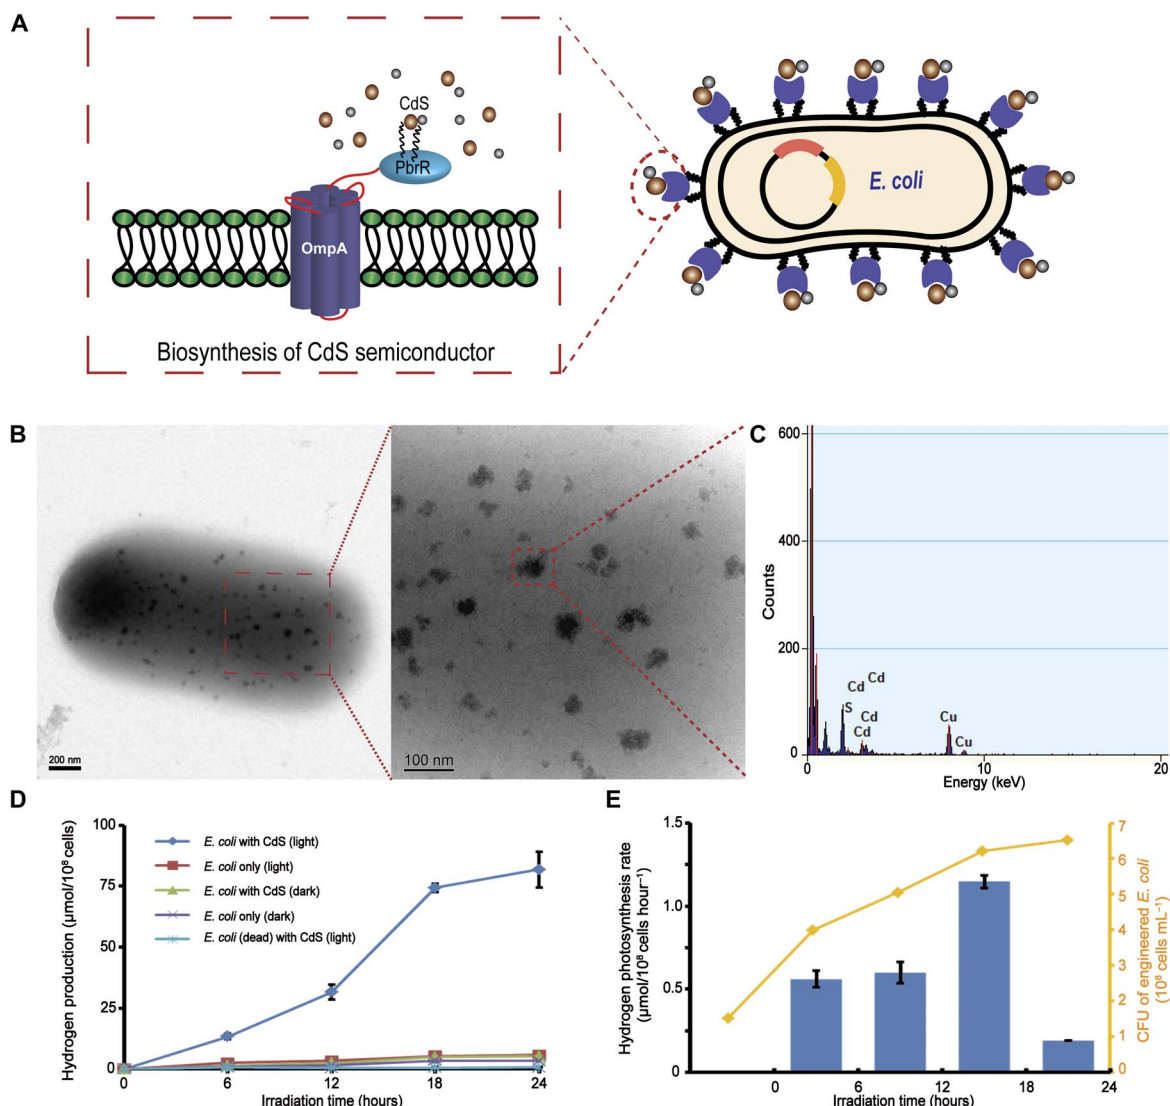 A
CdS
PbrR
OmpA
Biosynthesis of CdS semiconductor
E. coli
B
200 nm
100 nm
C
600
400
200
0
Counts
Cd
Cd
S
Cd
Cd
Cu
Cu
0
10
20
Energy (keV)
D
100
75
50
25
0
Hydrogen production (μmol/10⁸ cells)
E. coli with CdS (light)
E. coli only (light)
E. coli with CdS (dark)
E. coli only (dark)
E. coli (dead) with CdS (light)
0
6
12
18
24
Irradiation time (hours)
E
1.5
1.0
0.5
0
Hydrogen photosynthesis rate
(μmol/10⁸ cells hour⁻¹)
7
6
5
4
3
2
1
0
CFU of engineered E. coli
(10⁸ cells mL⁻¹)
0
6
12
18
24
Irradiation time (hours)